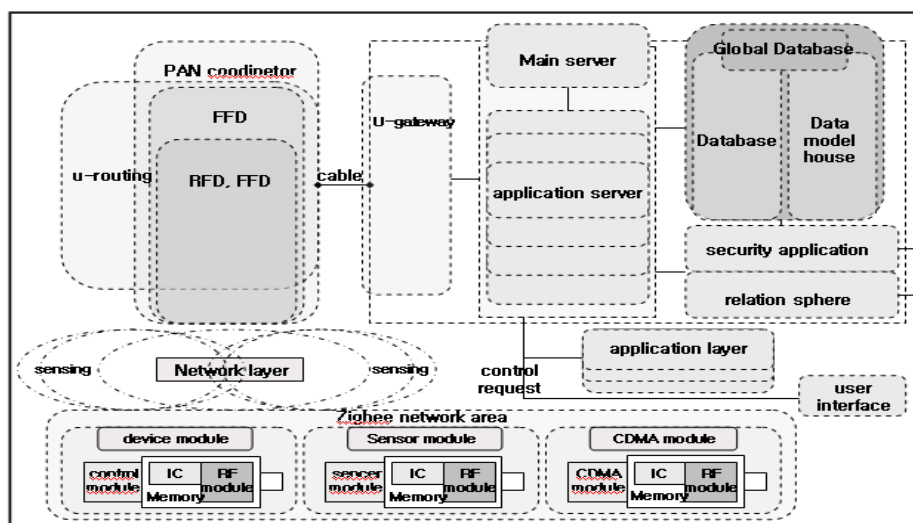 PAN coodinetor
FFD
u-routing
RFD, FFD
cable
U-gateway
Main server
application server
Global Database
Database
Data
model
house
security application
relation sphere
sensing
Network layer
sensing
control
request
application layer
user
interface
Zigbee network area
device module
control
module
IC
RF
module
Memory
Sensor module
sencer
module
IC
RF
module
Memory
CDMA module
CDMA
module
IC
RF
module
Memory